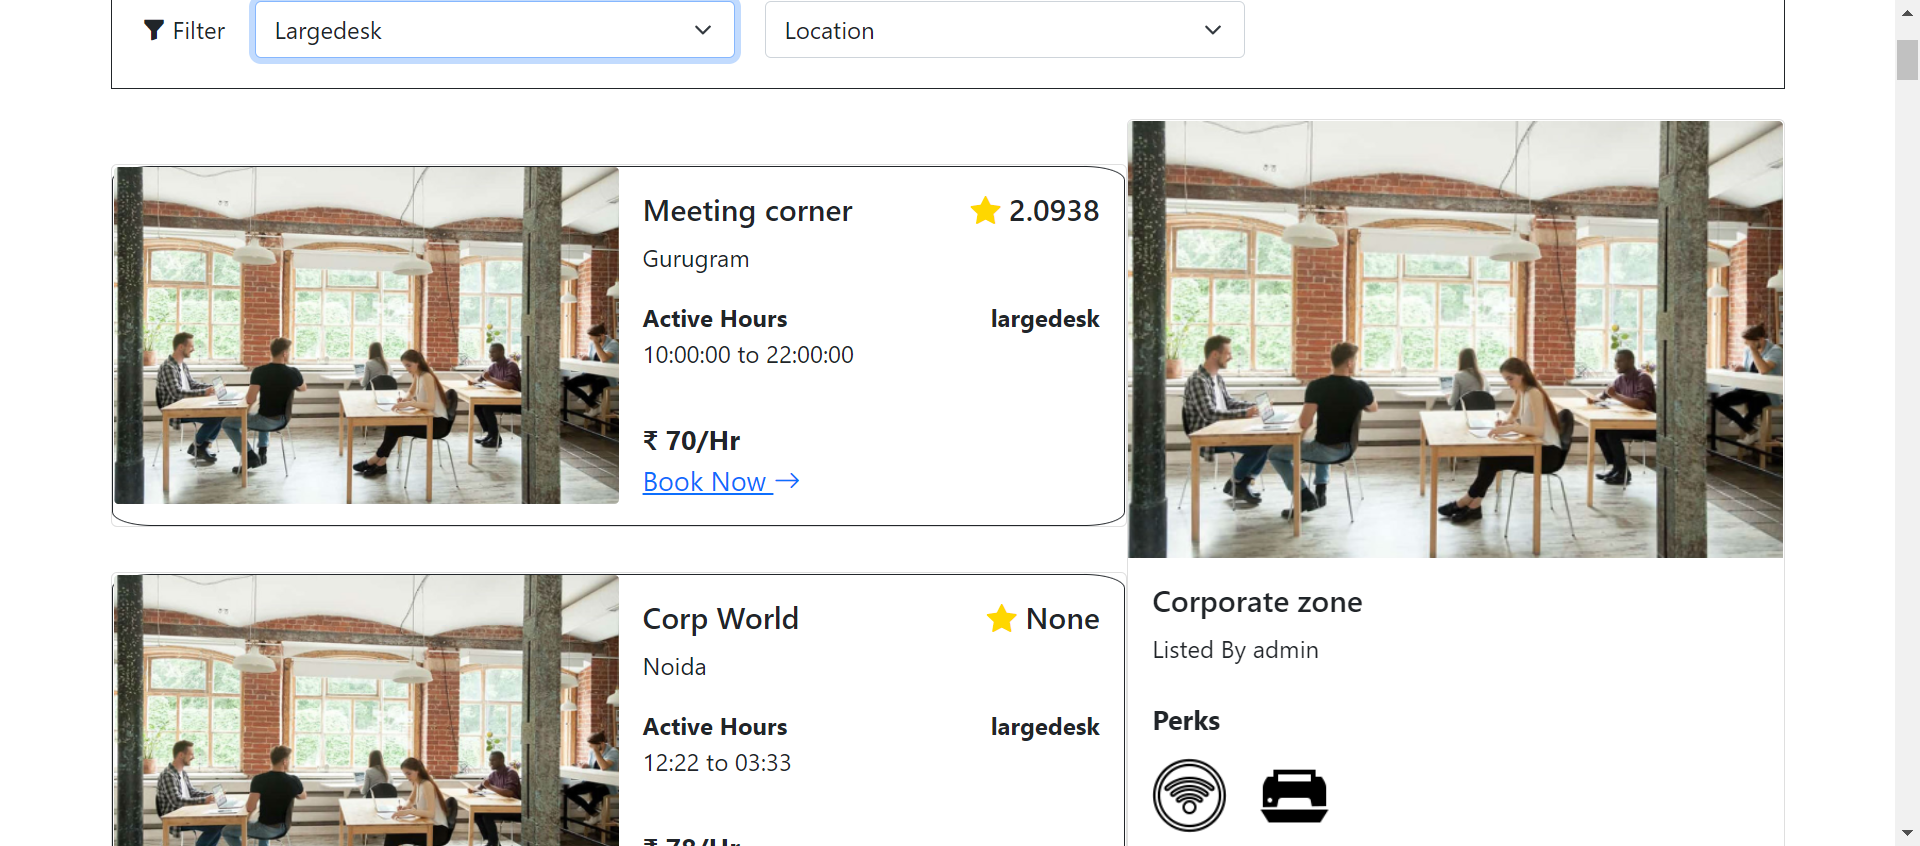 Filter
Largedesk
Location
Meeting corner
2.0938
Gurugram
Active Hours
largedesk
10:00:00 to 22:00:00
₹ 70/Hr
Book Now
Corp World
None
Noida
Active Hours
largedesk
12:22 to 03:33
₹ 78/Hr
Corporate zone
Listed By admin
Perks